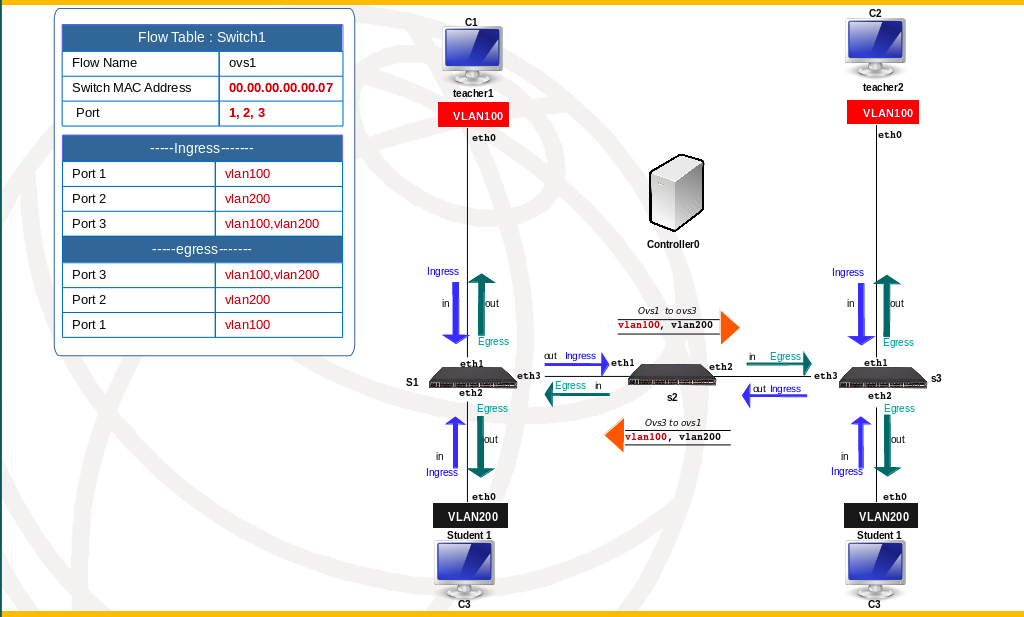 Flow Table : Switch1
Flow Name ovs1
Switch MAC Address 00.00.00.00.00.07
Port 1, 2, 3
-----Ingress-------
Port 1 vlan100
Port 2 vlan200
Port 3 vlan100,vlan200
-----egress-------
Port 3 vlan100,vlan200
Port 2 vlan200
Port 1 vlan100
C1
teacher1
VLAN100
eth0
C2
teacher2
VLAN100
eth0
Controller0
Ingress
in
out
Egress
Ingress
in
out
Egress
Ovs1 to ovs3
vlan100, vlan200
eth1
S1
eth3
eth2
out Ingress
Egress in
eth1
s2
eth2
in Egress
out Ingress
eth3
eth1
s3
eth2
Ovs3 to ovs1
vlan100, vlan200
Egress
out
in
Ingress
Egress
out
in
Ingress
eth0
VLAN200
Student 1
C3
eth0
VLAN200
Student 1
C3